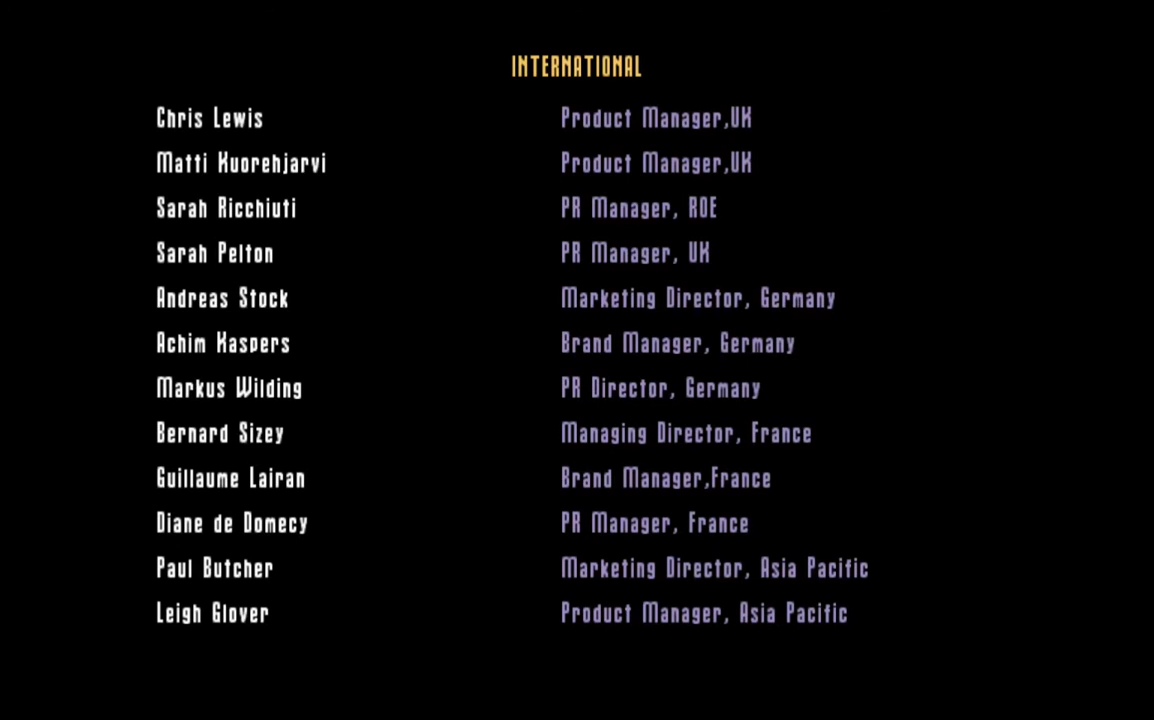 INTERNATIONAL
Chris Lewis Product Manager,UK
Matti Kuorehjarvi Product Manager,UK
Sarah Ricchiuti PR Manager, ROE
Sarah Pelton PR Manager, UK
Andreas Stock Marketing Director, Germany
Achim Kaspers Brand Manager, Germany
Markus Wilding PR Director, Germany
Bernard Sizey Managing Director, France
Guillaume Lairan Brand Manager,France
Diane de Domecy PR Manager, France
Paul Butcher Marketing Director, Asia Pacific
Leigh Glover Product Manager, Asia Pacific